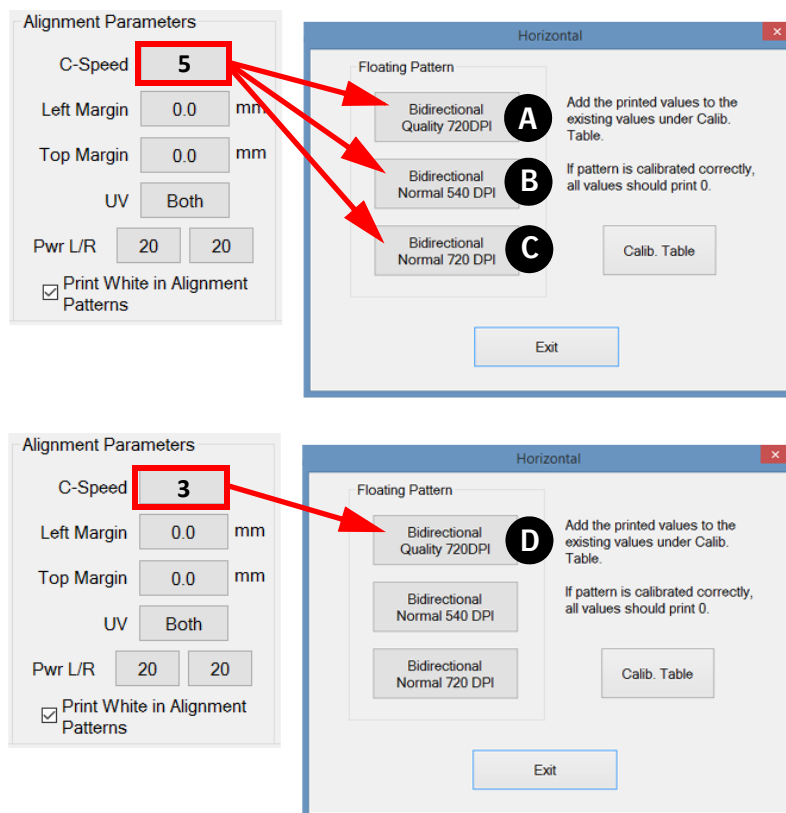 Alignment Parameters
C-Speed 5
Left Margin 0.0 mm
Top Margin 0.0 mm
UV Both
Pwr L/R 20 20
Print White in Alignment
Patterns
Horizontal
×
Floating Pattern
Bidirectional
Quality 720DPI
A
Bidirectional
Normal 540 DPI
B
Bidirectional
Normal 720 DPI
C
Add the printed values to the
existing values under Calib.
Table.
If pattern is calibrated correctly,
all values should print 0.
Calib. Table
Exit
Alignment Parameters
C-Speed 3
Left Margin 0.0 mm
Top Margin 0.0 mm
UV Both
Pwr L/R 20 20
Print White in Alignment
Patterns
Horizontal
×
Floating Pattern
Bidirectional
Quality 720DPI
D
Bidirectional
Normal 540 DPI
Bidirectional
Normal 720 DPI
Add the printed values to the
existing values under Calib.
Table.
If pattern is calibrated correctly,
all values should print 0.
Calib. Table
Exit